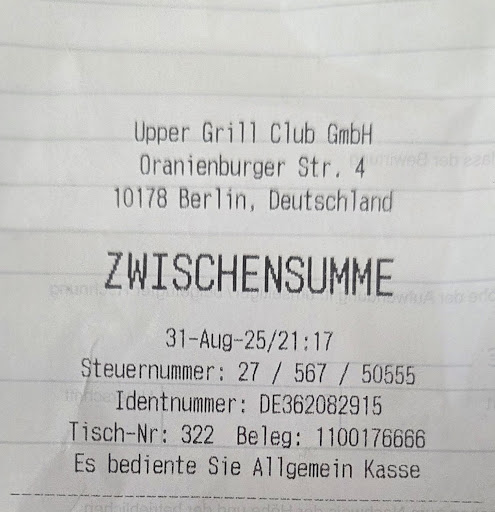 Upper Grill Club GmbH
Oranienburger Str. 4
10178 Berlin, Deutschland
ZWISCHENSUMME
31-Aug-25/21:17
Steuernummer: 27 / 567 / 50555
Identnummer: DE362082915
Tisch-Nr: 322 Beleg: 1100176666
Es bediente Sie Allgemein Kasse